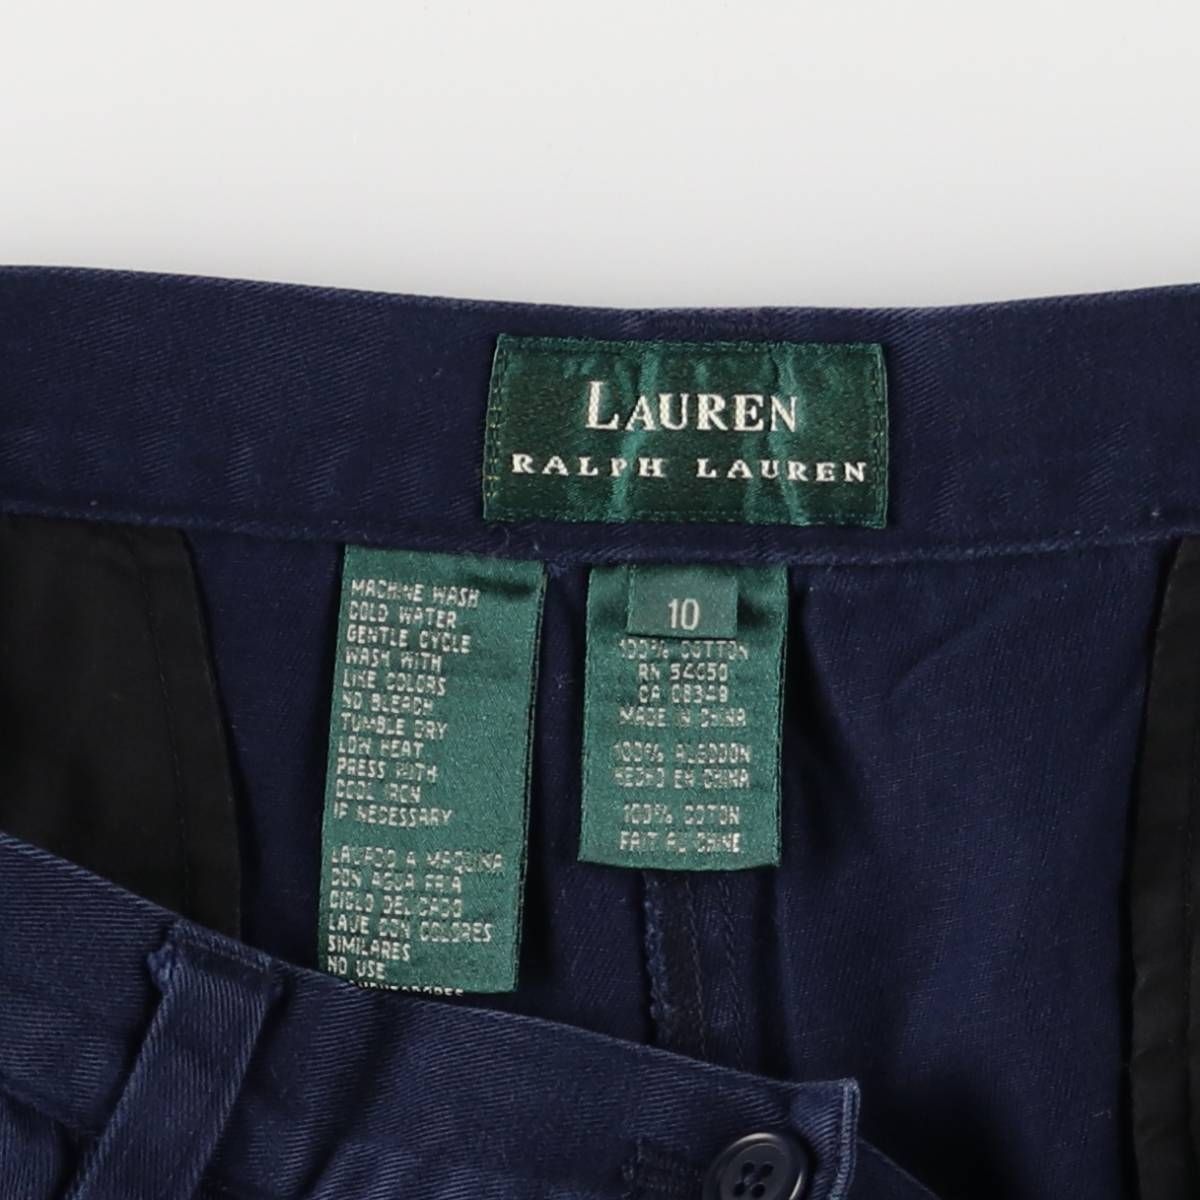 LAUREN
RALPH LAUREN
MACHINE WASH
COLD WATER
GENTLE CYCLE
WASH WITH
LIKE COLORS
NO BLEACH
TUMBLE DRY
LOW HEAT
PRESS WITH
COOL IRON
IF NECESSARY
LAVADO A MAQUINA
CON AGUA FRIA
CICLO DELICADO
LAVE CON COLORES
SIMILARES
NO USE
10
100% COTTON
RN 54050
CA 08348
MADE IN CHINA
100% ALGODON
HECHO EN CHINA
100% COTON
FAIT AU CHINE